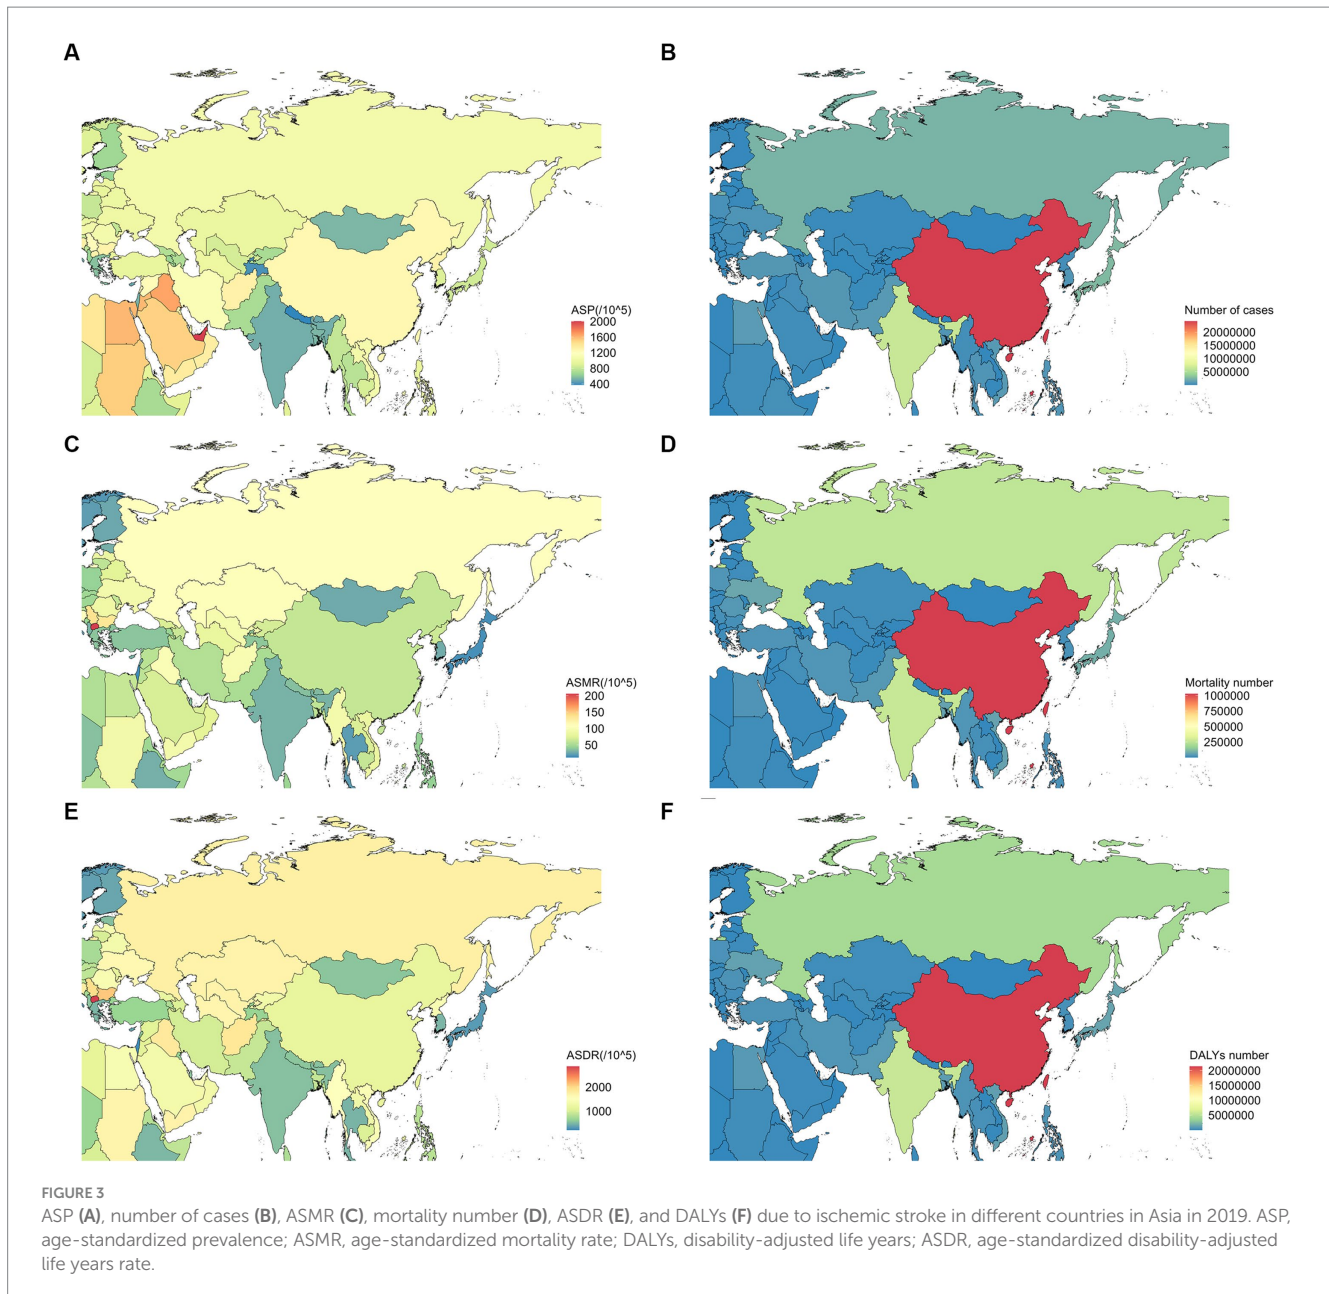 A
B
ASP(/10^5)
2000
1600
1200
800
400
Number of cases
20000000
15000000
10000000
5000000
C
D
ASMR(/10^5)
200
150
100
50
Mortality number
1000000
750000
500000
250000
E
F
ASDR(/10^5)
2000
1000
DALYs number
20000000
15000000
10000000
5000000
FIGURE 3
ASP (A), number of cases (B), ASMR (C), mortality number (D), ASDR (E), and DALYs (F) due to ischemic stroke in different countries in Asia in 2019. ASP,
age-standardized prevalence; ASMR, age-standardized mortality rate; DALYs, disability-adjusted life years; ASDR, age-standardized disability-adjusted
life years rate.